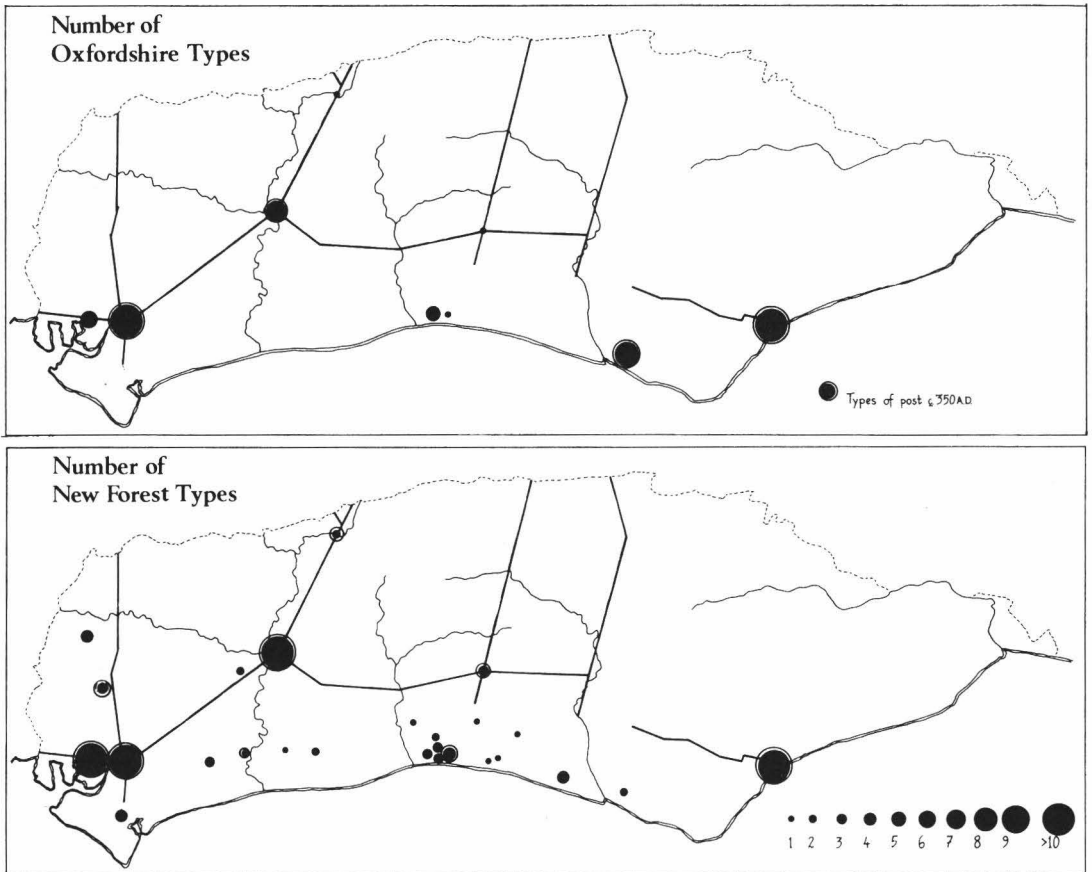 Number of
Oxfordshire Types
Types of post c 350 A.D.
Number of
New Forest Types
1 2 3 4 5 6 7 8 9 >10